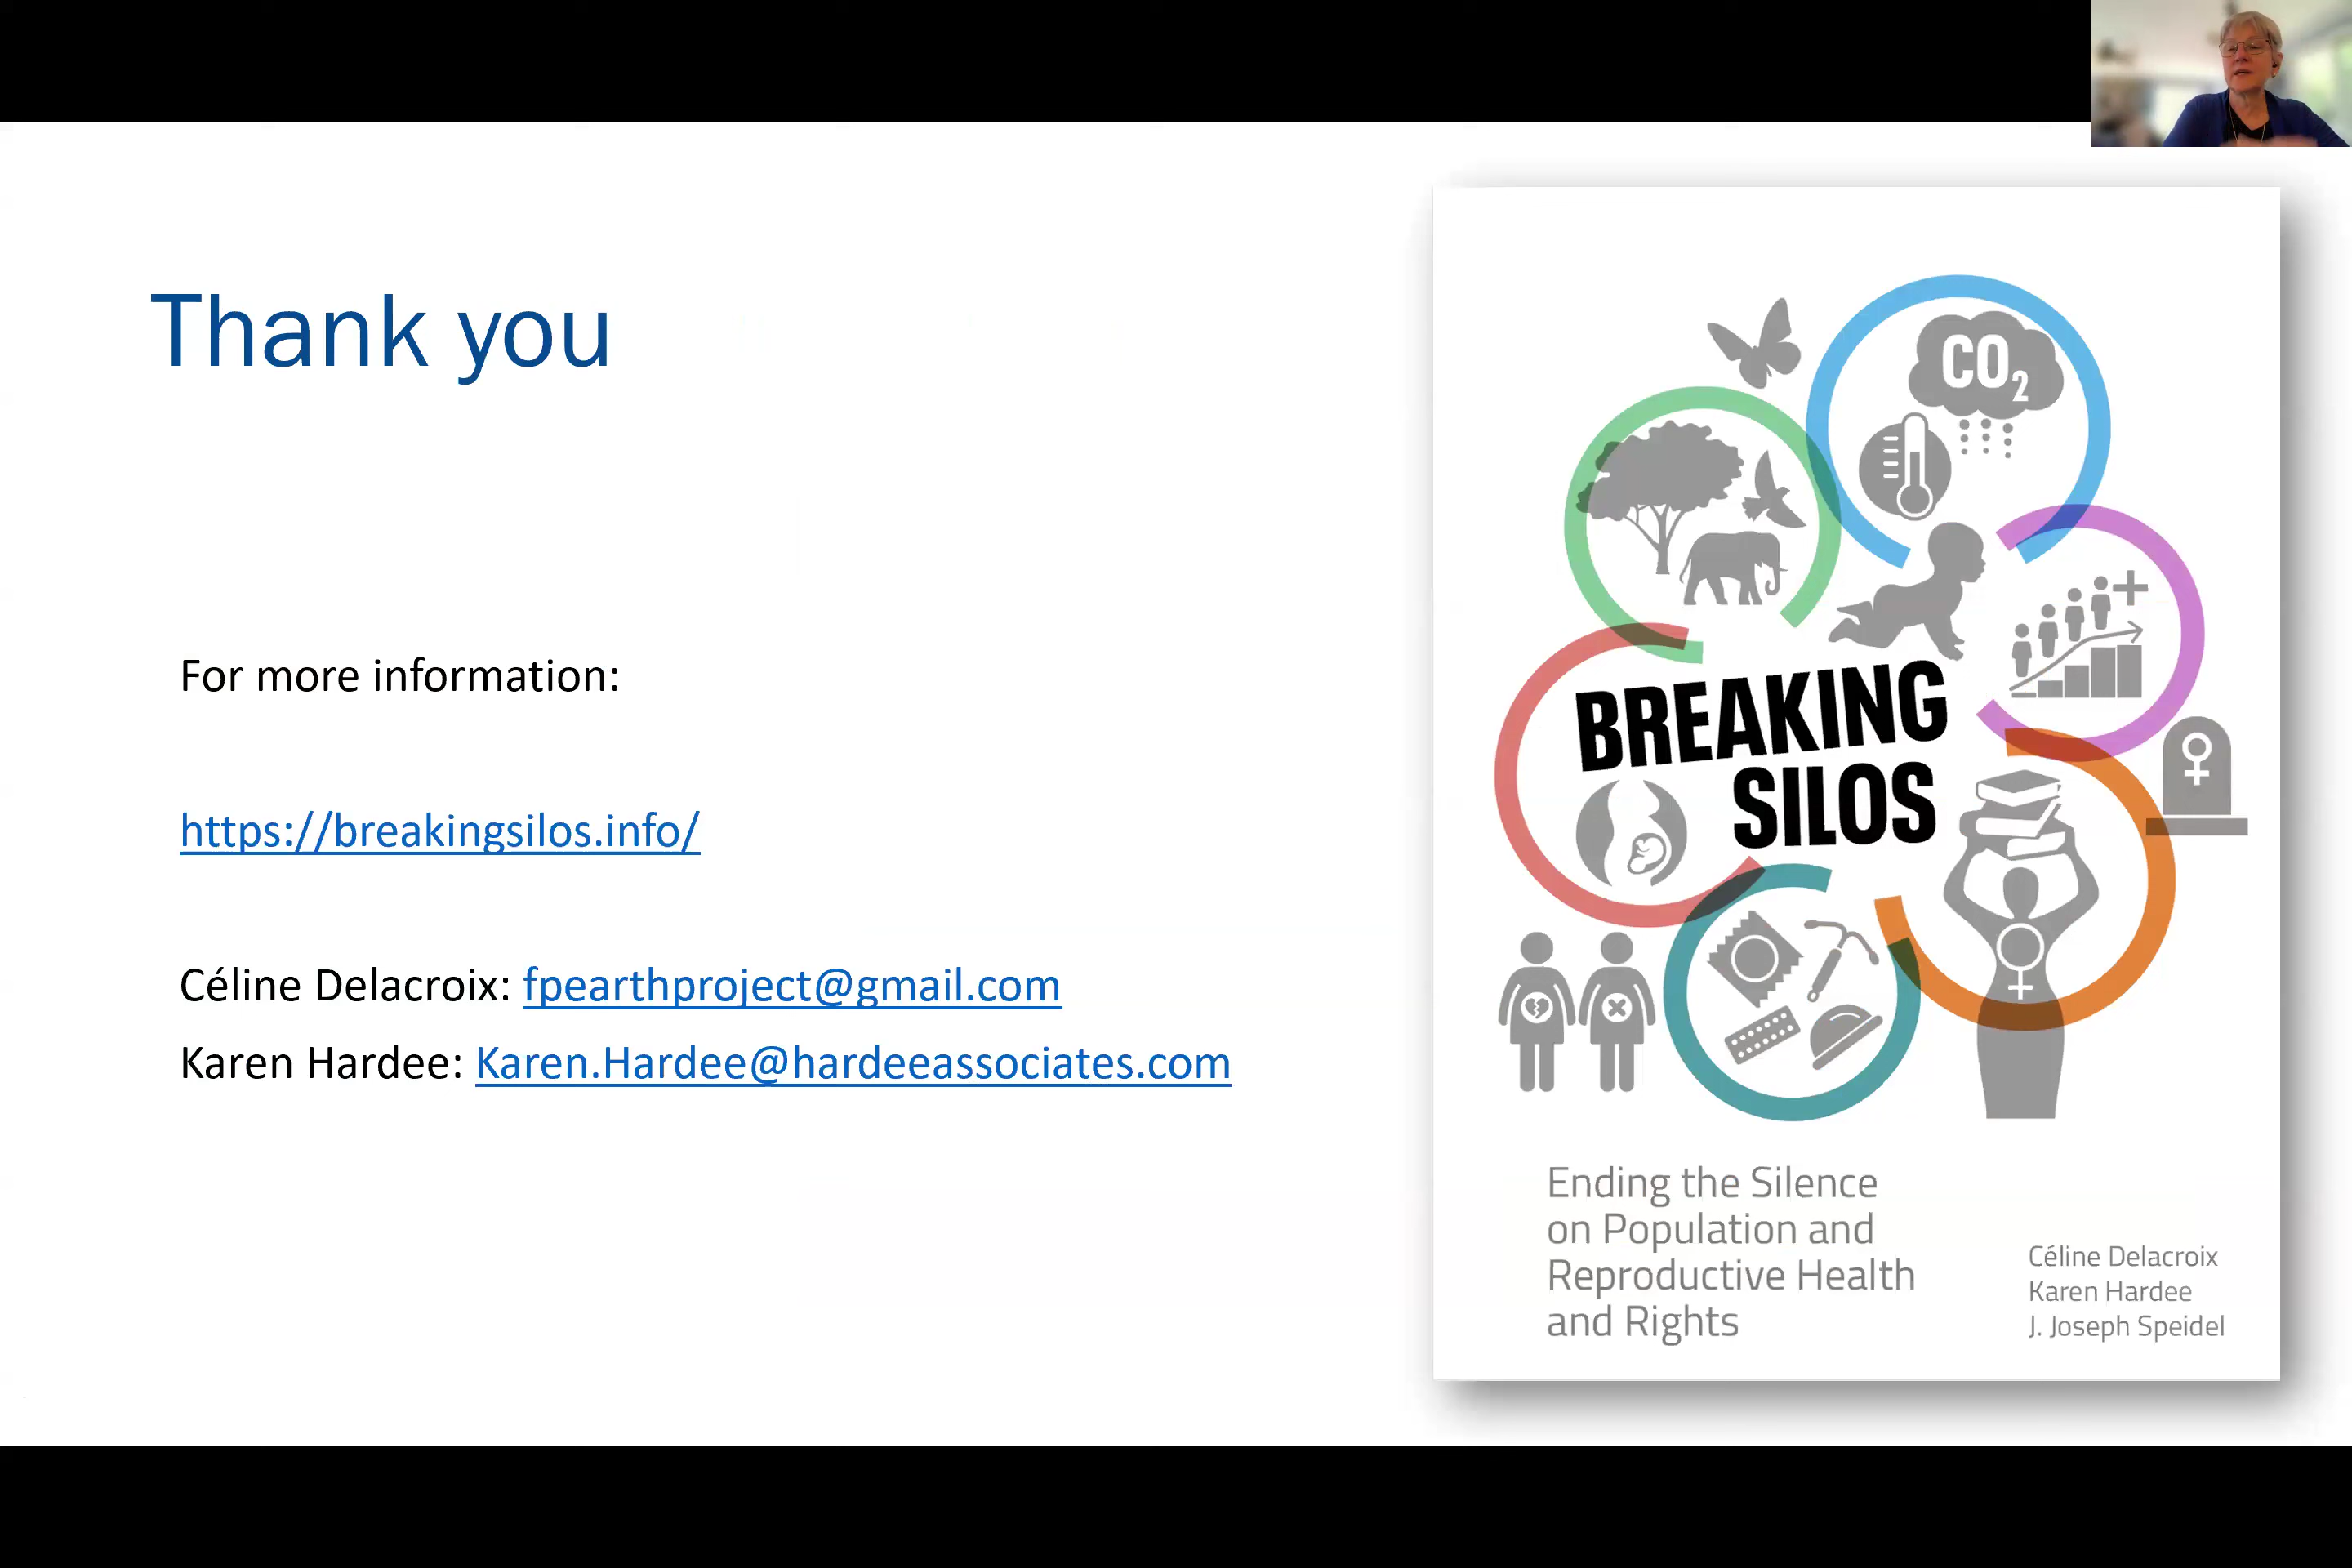 Thank you
For more information:
https://breakingsilos.info/
Céline Delacroix: fpearthproject@gmail.com
Karen Hardee: Karen.Hardee@hardeeassociates.com
CO2
BREAKING
SILOS
Ending the Silence
on Population and
Reproductive Health
and Rights
Céline Delacroix
Karen Hardee
J. Joseph Speidel